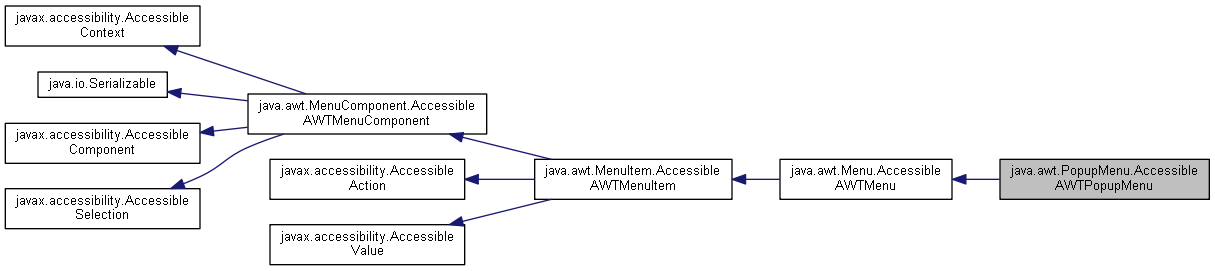 javax.accessibility.Accessible
Context
java.io.Serializable
javax.accessibility.Accessible
Component
javax.accessibility.Accessible
Selection
java.awt.MenuComponent.Accessible
AWTMenuComponent
javax.accessibility.Accessible
Action
javax.accessibility.Accessible
Value
java.awt.MenuItem.Accessible
AWTMenuItem
java.awt.Menu.Accessible
AWTMenu
java.awt.PopupMenu.Accessible
AWTPopupMenu